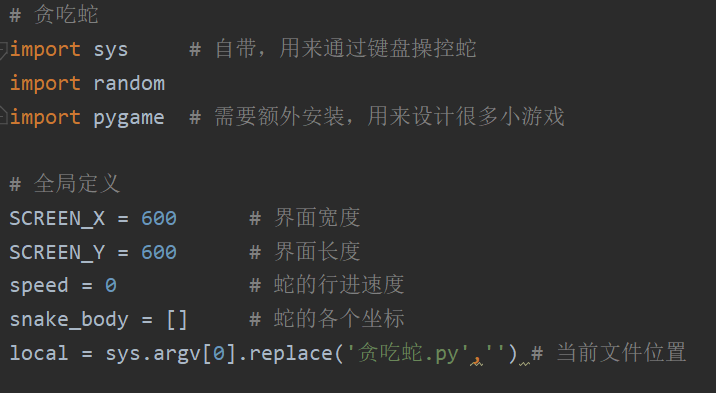 # 贪吃蛇
import sys     # 自带，用来通过键盘操控蛇
import random
import pygame  # 需要额外安装，用来设计很多小游戏
# 全局定义
SCREEN_X = 600      # 界面宽度
SCREEN_Y = 600      # 界面长度
speed = 0           # 蛇的行进速度
snake_body = []     # 蛇的各个坐标
local = sys.argv[0].replace('贪吃蛇.py','') # 当前文件位置